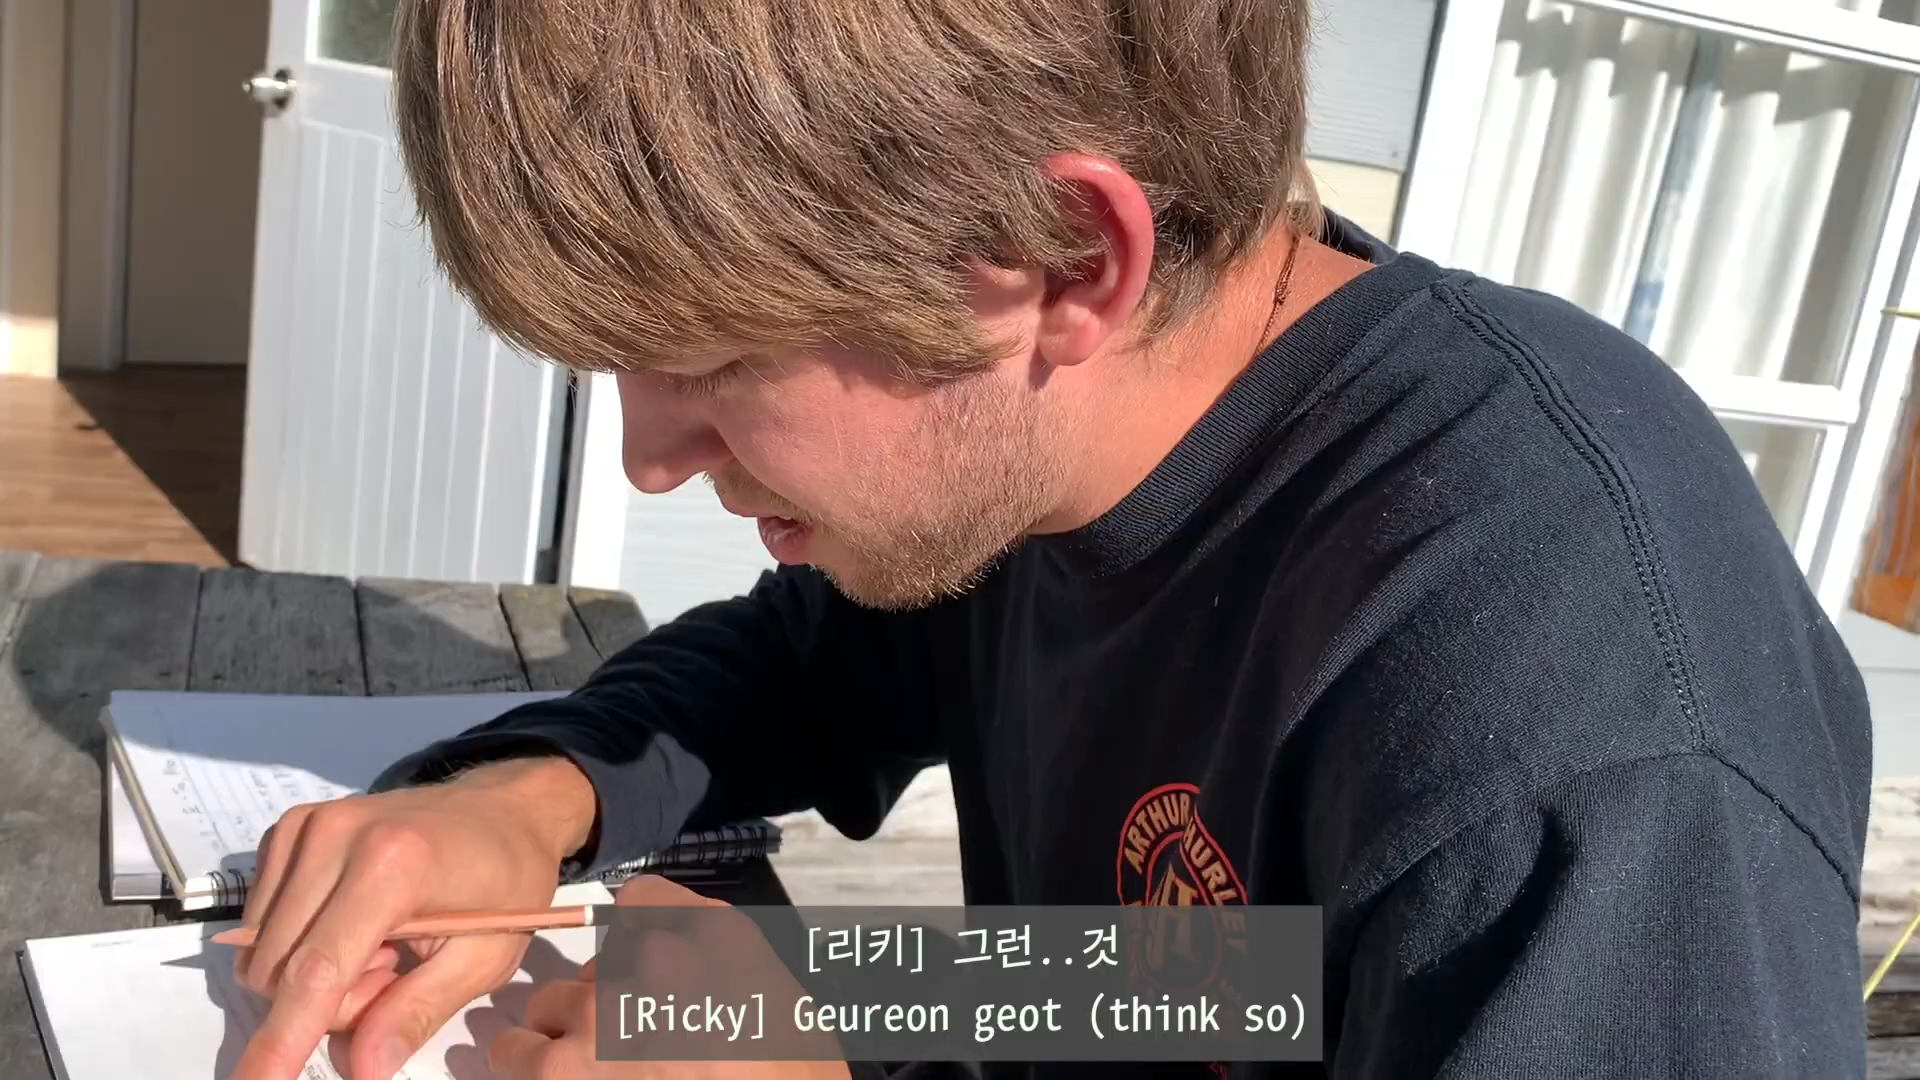 ARTHUR HURLEY
[리키] 그런..것
[Ricky] Geureon geot (think so)